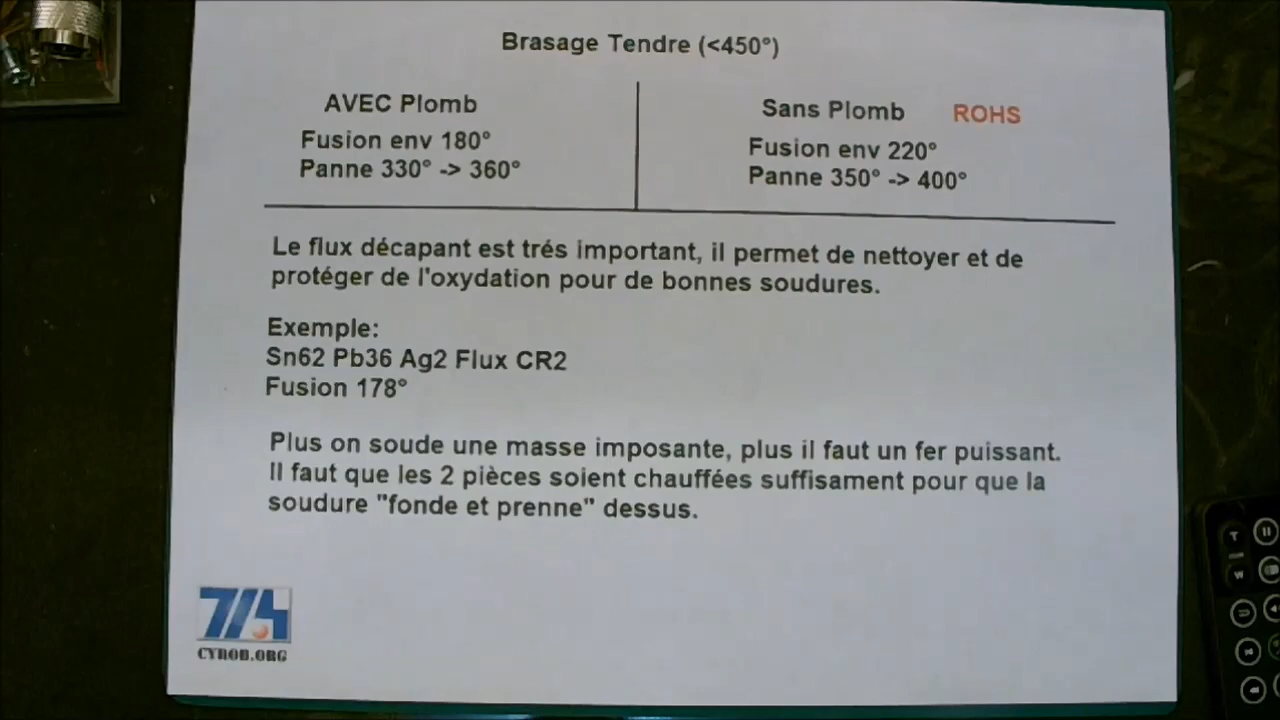 Brasage Tendre (<450°)
AVEC Plomb
Fusion env 180°
Panne 330° -> 360°
Sans Plomb ROHS
Fusion env 220°
Panne 350° -> 400°
Le flux décapant est trés important, il permet de nettoyer et de
protéger de l'oxydation pour de bonnes soudures.
Exemple:
Sn62 Pb36 Ag2 Flux CR2
Fusion 178°
Plus on soude une masse imposante, plus il faut un fer puissant.
Il faut que les 2 pièces soient chauffées suffisament pour que la
soudure "fonde et prenne" dessus.
CYROB.ORG